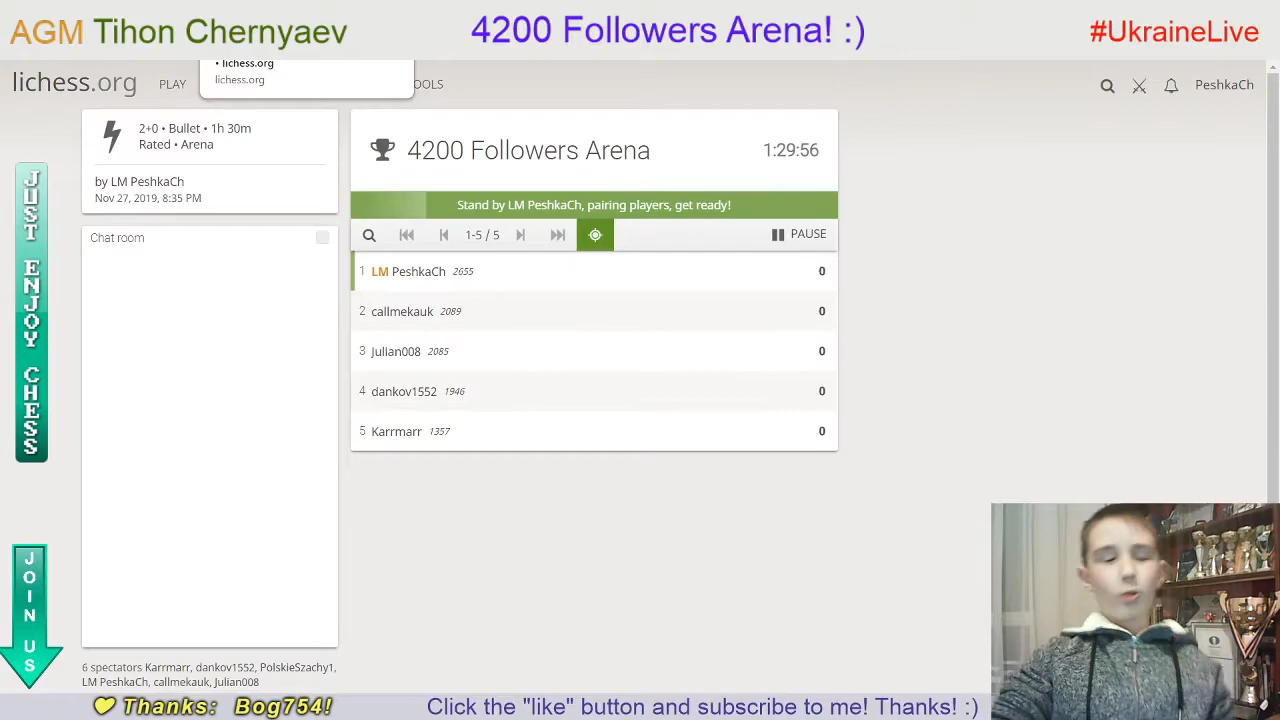 AGM Tihon Chernyaev
4200 Followers Arena! :)
#UkraineLive
lichess.org
PLAY
• lichess.org
lichess.org
OOLS
PeshkaCh
2+0 • Bullet • 1h 30m
Rated • Arena
by LM PeshkaCh
Nov 27, 2019, 8:35 PM
4200 Followers Arena
1:29:56
Stand by LM PeshkaCh, pairing players, get ready!
1-5 / 5
PAUSE
Chat room
1 LM PeshkaCh 2655 0
2 callmekauk 2089 0
3 Julian008 2085 0
4 dankov1552 1946 0
5 Karrmarr 1357 0
JUST ENJOY CHESS
JOIN US
6 spectators Karrmarr, dankov1552, PolskieSzachy1,
LM PeshkaCh, callmekauk, Julian008
Thanks: Bog754!
Click the "like" button and subscribe to me! Thanks! :)